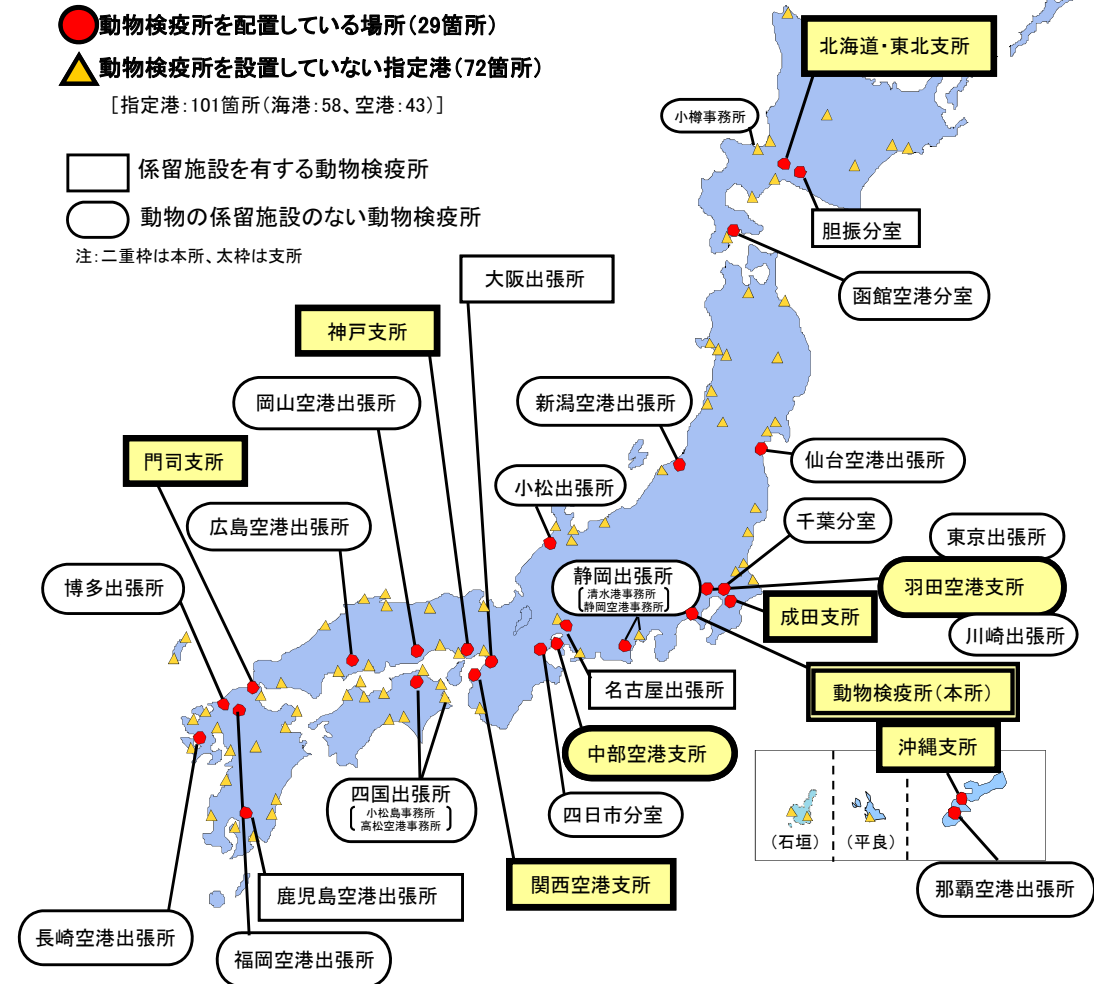 動物検疫所を配置している場所(29箇所)
動物検疫所を設置していない指定港(72箇所)
[指定港:101箇所(海港:58、空港:43)]
係留施設を有する動物検疫所
動物の係留施設のない動物検疫所
注:二重枠は本所、太枠は支所
北海道・東北支所
小樽事務所
胆振分室
函館空港分室
大阪出張所
神戸支所
岡山空港出張所
新潟空港出張所
門司支所
仙台空港出張所
小松出張所
広島空港出張所
千葉分室
東京出張所
博多出張所
静岡出張所
清水港事務所
静岡空港事務所
羽田空港支所
成田支所
川崎出張所
名古屋出張所
動物検疫所(本所)
中部空港支所
沖縄支所
四国出張所
小松島事務所
高松空港事務所
四日市分室
(石垣)
(平良)
関西空港支所
鹿児島空港出張所
那覇空港出張所
長崎空港出張所
福岡空港出張所